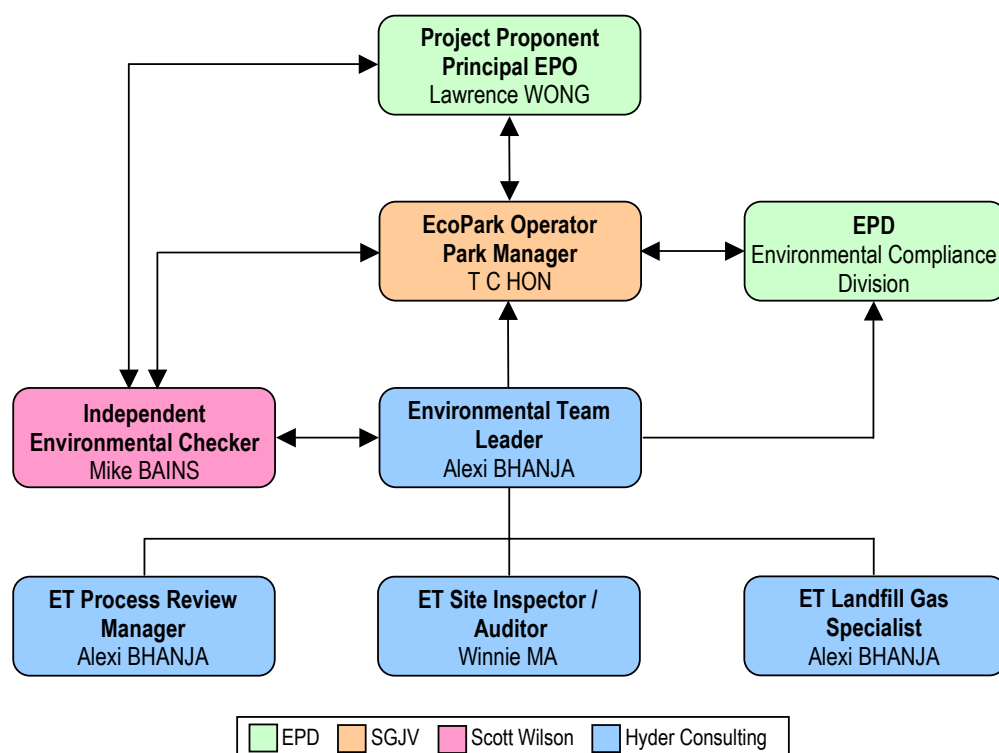 Project Proponent
Principal EPO
Lawrence WONG
EcoPark Operator
Park Manager
T C HON
EPD
Environmental Compliance
Division
Independent
Environmental Checker
Mike BAINS
Environmental Team
Leader
Alexi BHANJA
ET Process Review
Manager
Alexi BHANJA
ET Site Inspector /
Auditor
Winnie MA
ET Landfill Gas
Specialist
Alexi BHANJA
EPD SGJV Scott Wilson Hyder Consulting